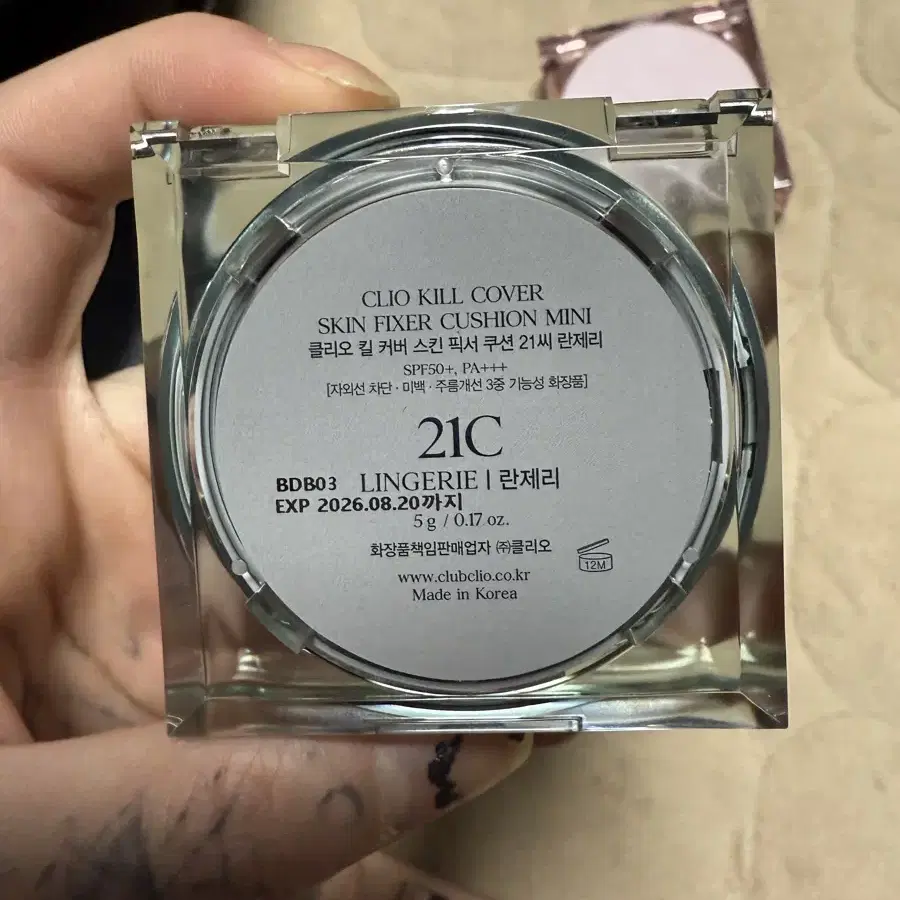 CLIO KILL COVER
SKIN FIXER CUSHION MINI
클리오 킬 커버 스킨 픽서 쿠션 21씨 란제리
SPF50+, PA+++
[자외선 차단 · 미백 · 주름개선 3중 기능성 화장품]
21C
BDB03 LINGERIE | 란제리
EXP 2026.08.20까지
5 g / 0.17 oz.
화장품책임판매업자 ㈜클리오
12M
www.clubclio.co.kr
Made in Korea